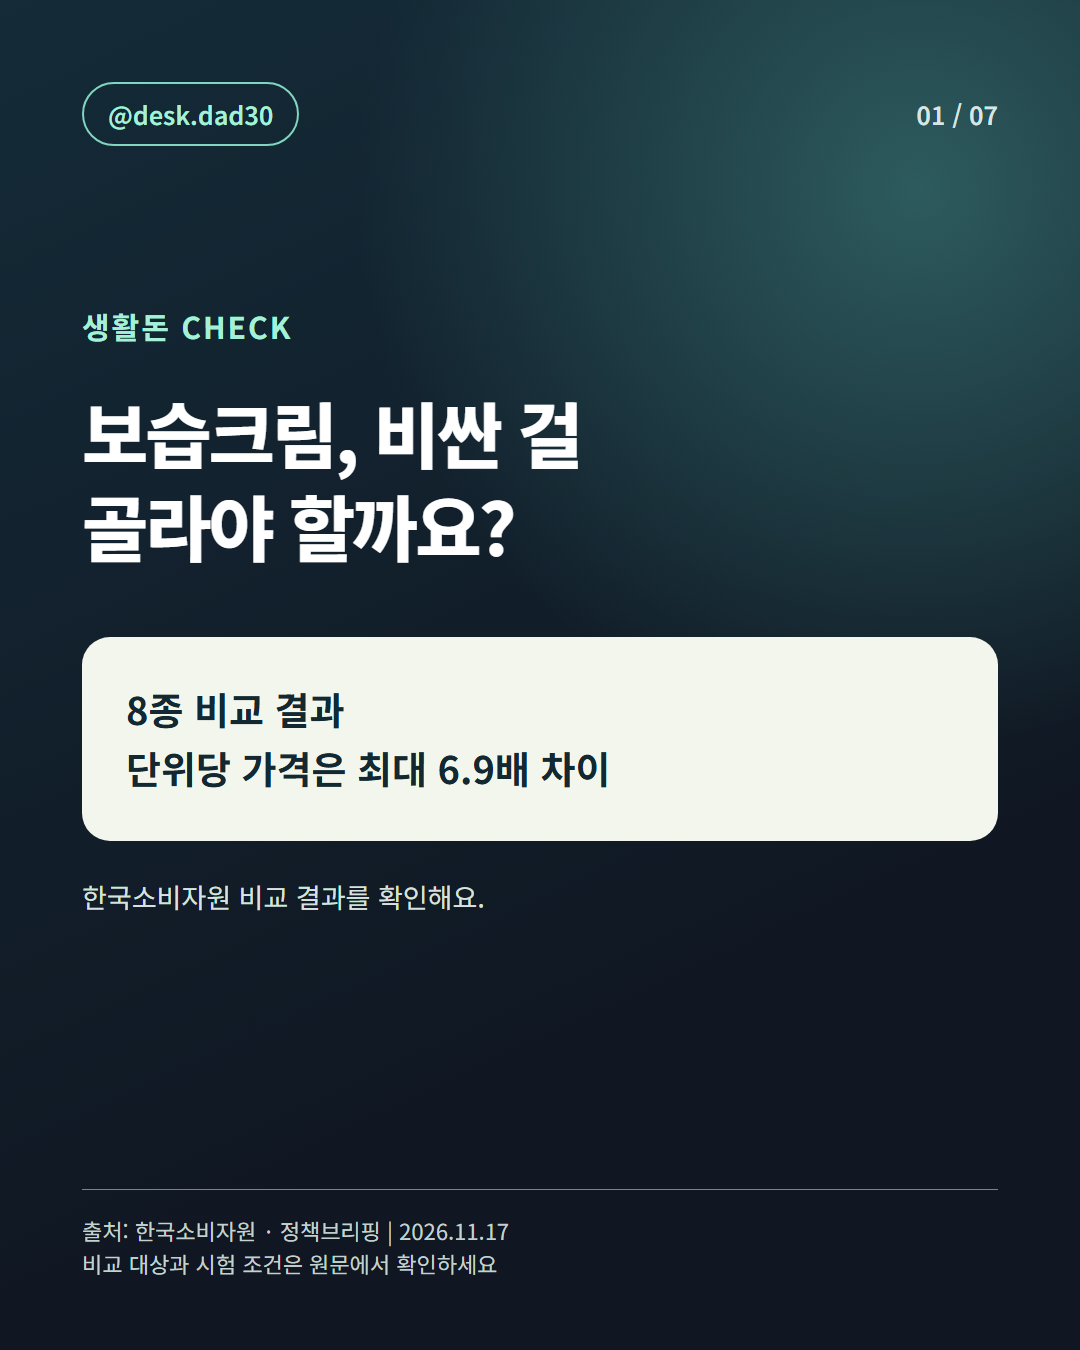 @desk.dad30
01 / 07
생활돈 CHECK
보습크림, 비싼 걸
골라야 할까요?
8종 비교 결과
단위당 가격은 최대 6.9배 차이
한국소비자원 비교 결과를 확인해요.
출처: 한국소비자원 · 정책브리핑 | 2026.11.17
비교 대상과 시험 조건은 원문에서 확인하세요